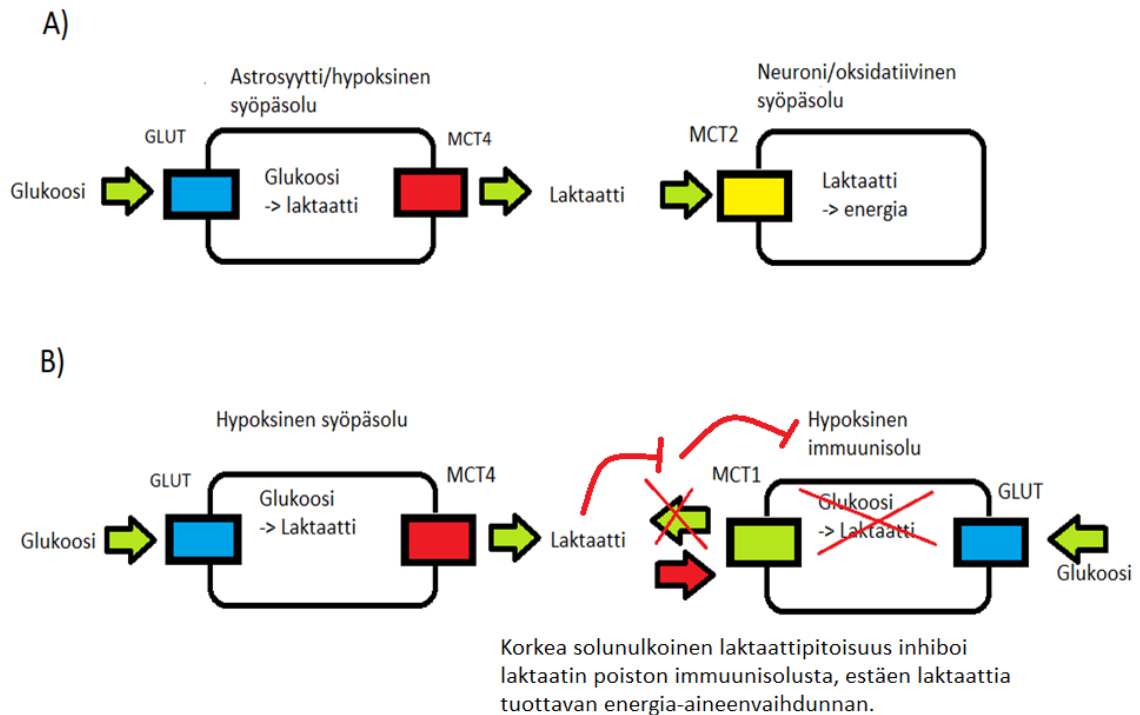 A)
Astrosyytti/hypoksinen
syöpäsolu
Neuroni/oksidatiivinen
syöpäsolu
GLUT
MCT4
MCT2
Glukoosi
Glukoosi
-> laktaatti
Laktaatti
Laktaatti
-> energia
B)
Hypoksinen syöpäsolu
Hypoksinen
immuunisolu
GLUT
MCT4
MCT1
GLUT
Glukoosi
Glukoosi
-> Laktaatti
Laktaatti
Glukoosi
-> Laktaatti
Glukoosi
Korkea solunulkoinen laktaattipitoisuus inhiboi
laktaatin poiston immuunisolusta, estäen laktaattia
tuottavan energia-aineenvaihdunnan.